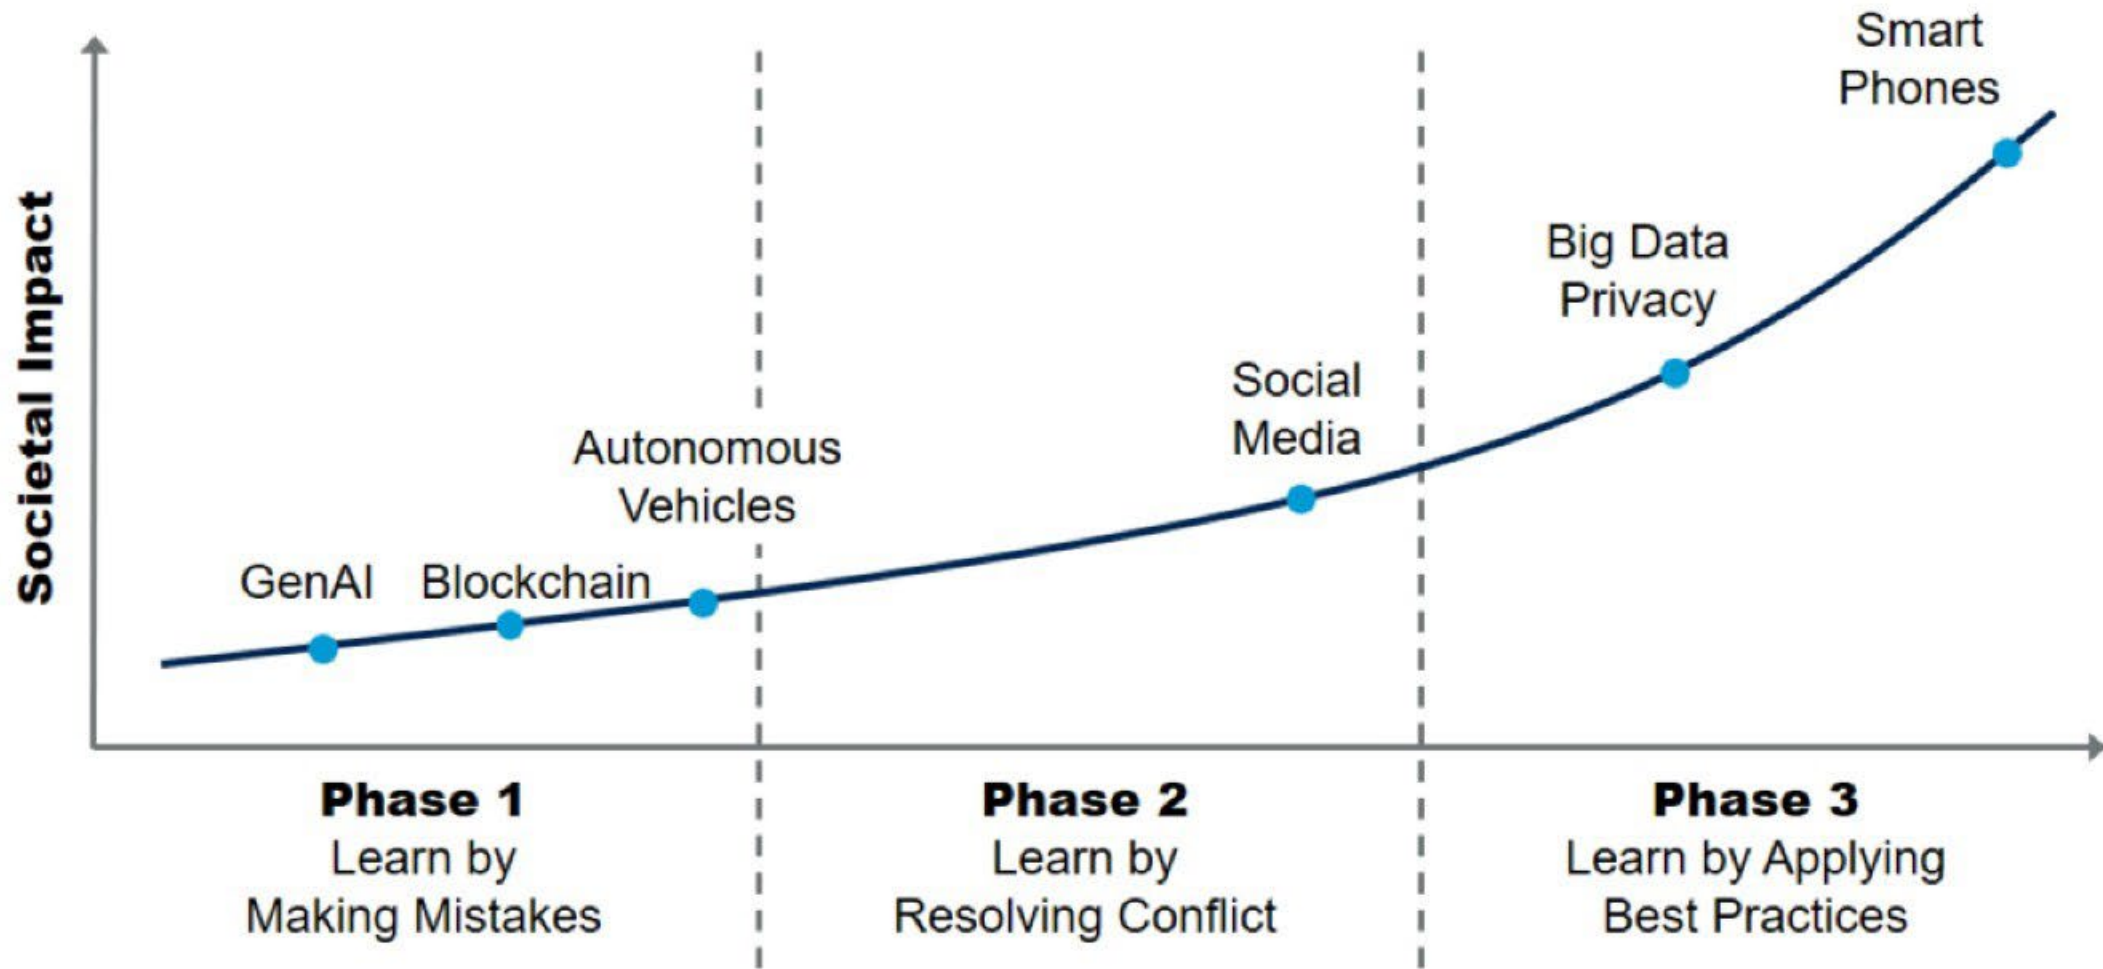 Smart
Phones
Big Data
Privacy
Social
Media
Autonomous
Vehicles
GenAI
Blockchain
Societal Impact
Phase 1
Learn by
Making Mistakes
Phase 2
Learn by
Resolving Conflict
Phase 3
Learn by Applying
Best Practices